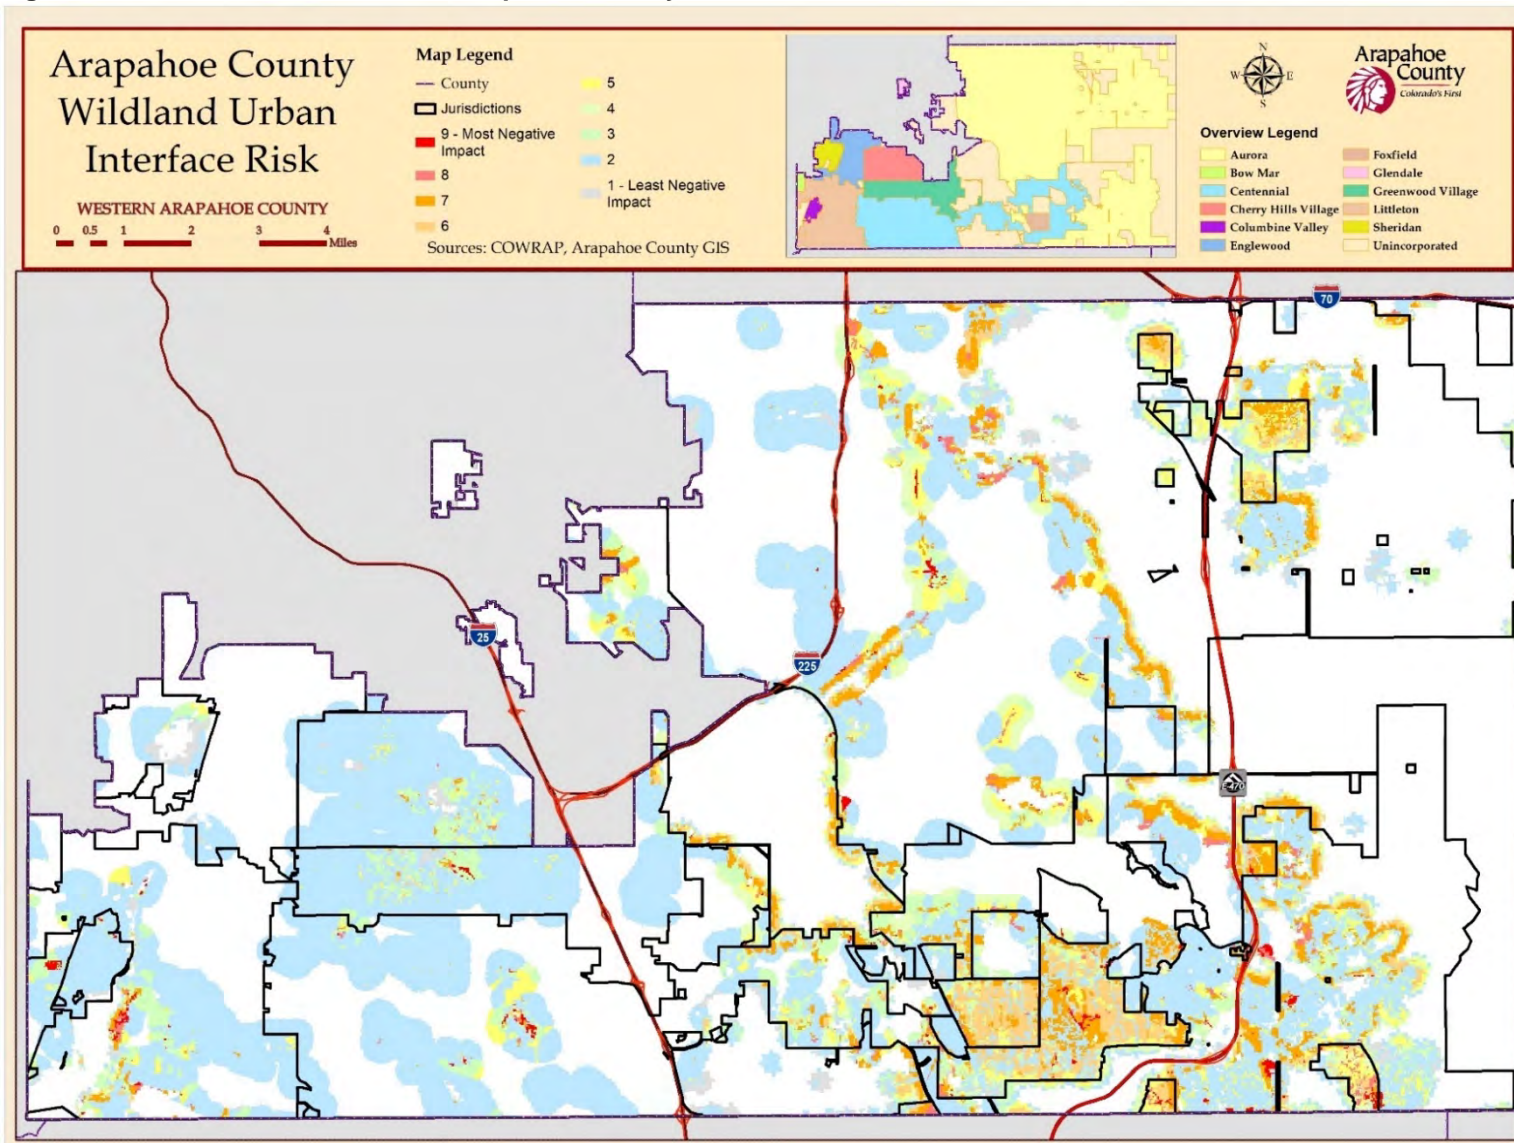 Arapahoe County
Wildland Urban
Interface Risk
WESTERN ARAPAHOE COUNTY
0 0.5 1 2 3 4
Miles
Map Legend
County
Jurisdictions
9 - Most Negative
Impact
8
7
6
5
4
3
2
1 - Least Negative
Impact
Sources: COWRAP, Arapahoe County GIS
N
W E
S
Arapahoe
County
Colorado's First
Overview Legend
Aurora
Bow Mar
Centennial
Cherry Hills Village
Columbine Valley
Englewood
Foxfield
Glendale
Greenwood Village
Littleton
Sheridan
Unincorporated
70
25
225